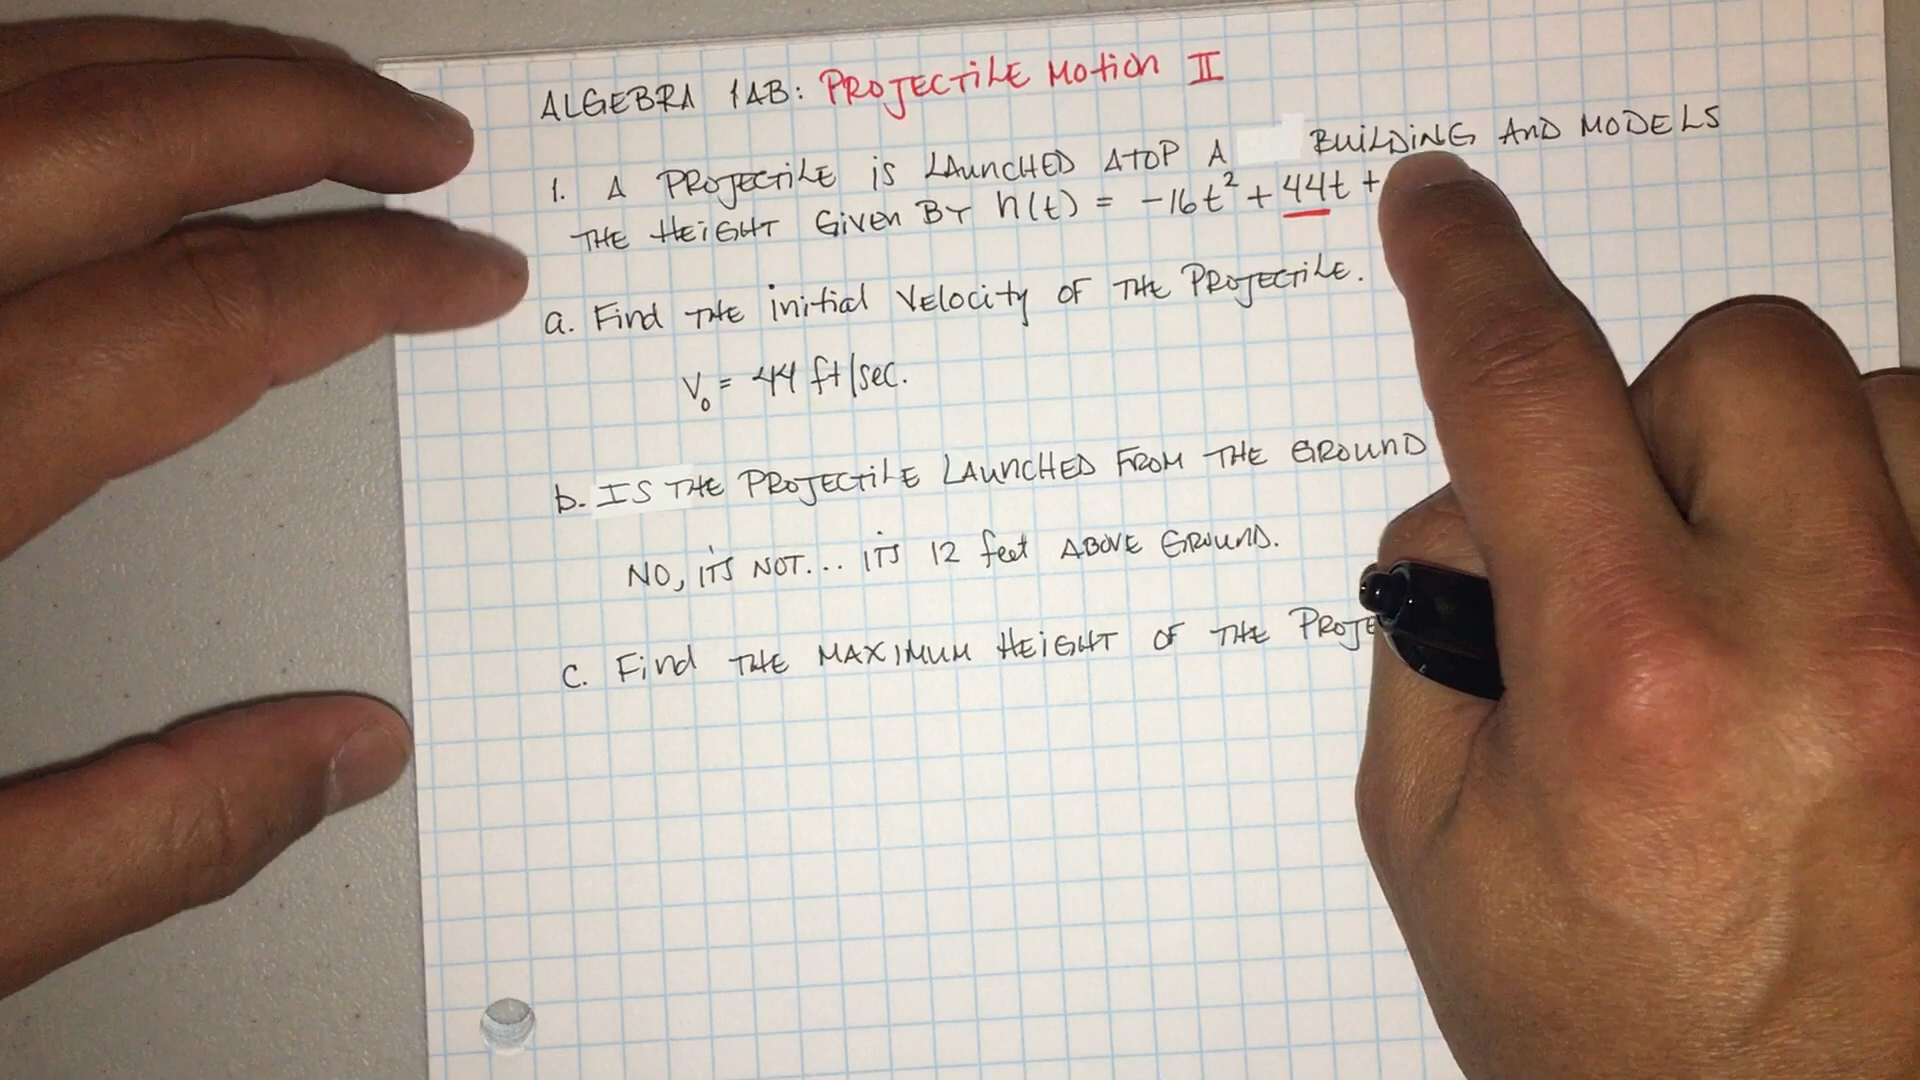 ALGEBRA 1AB: PROJECTILE MOTION II
1. A PROJECTILE IS LAUNCHED ATOP A BUILDING AND MODELS
THE HEIGHT GIVEN BY h(t) = -16t² + 44t +
a. Find THE initial VELOCITY OF THE PROJECTILE.
V₀ = 44 ft/sec.
b. IS THE PROJECTILE LAUNCHED FROM THE GROUND
NO, IT'S NOT... ITS 12 feet ABOVE GROUND.
C. Find THE MAXIMUM HEIGHT OF THE